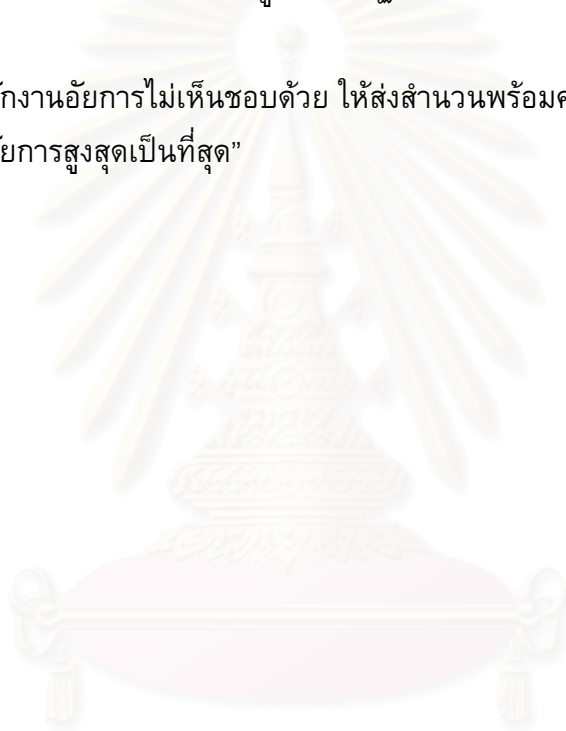 ักงานอัยการไม่เห็นชอบด้วย ให้ส่งสำนวนพร้อมค
ัยการสูงสุดเป็นที่สุด”